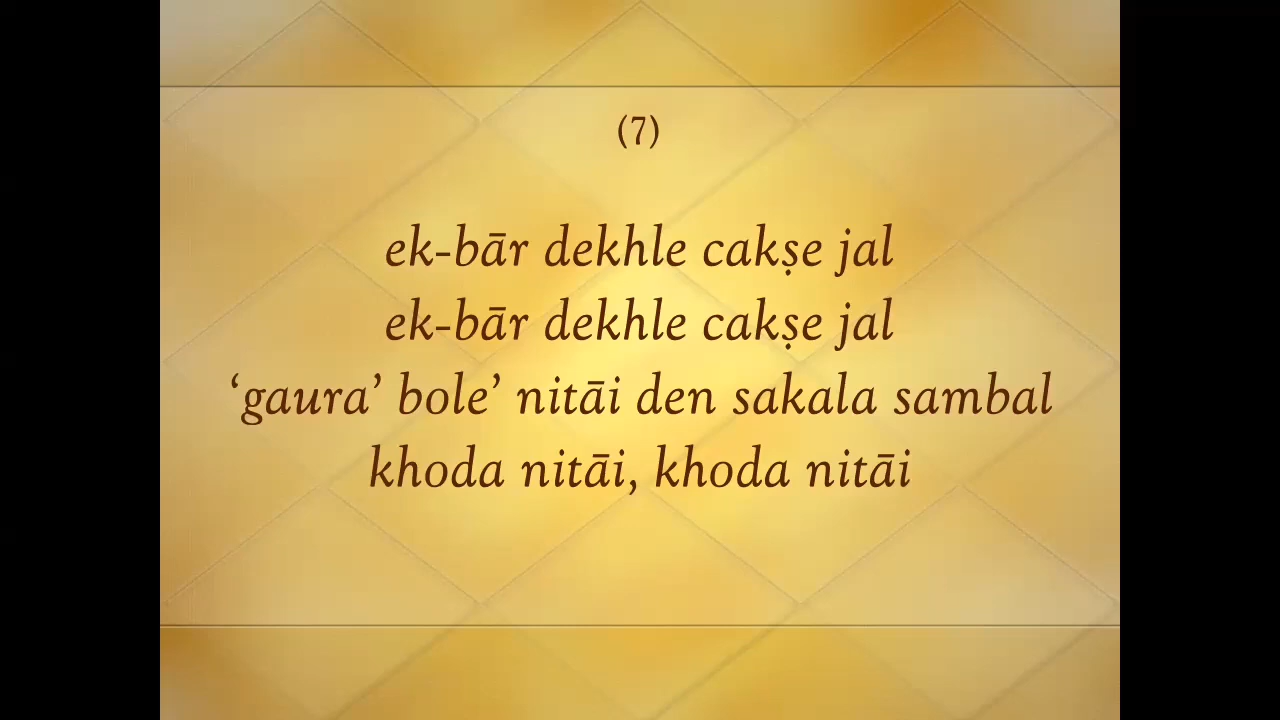 (7)
ek-bār dekhle cakṣe jal
ek-bār dekhle cakṣe jal
‘gaura’ bole’ nitāi den sakala sambal
khoda nitāi, khoda nitāi